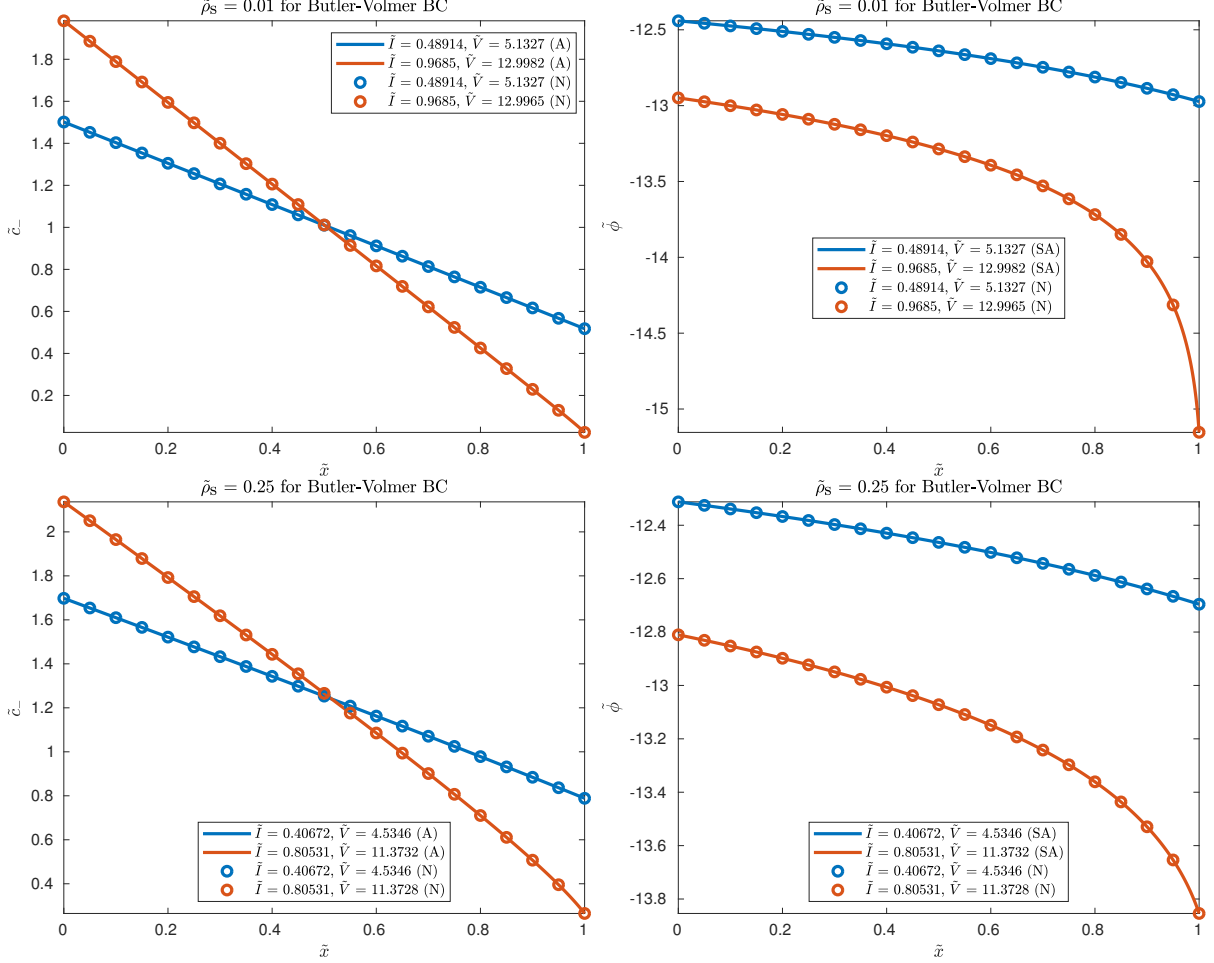 ρ̃s = 0.01 for Butler-Volmer BC
1.8
1.6
1.4
1.2
1
0.8
0.6
0.4
0.2
c̃₋
0 0.2 0.4 0.6 0.8 1
x̃
Ĩ = 0.48914, Ṽ = 5.1327 (A)
Ĩ = 0.9685, Ṽ = 12.9982 (A)
Ĩ = 0.48914, Ṽ = 5.1327 (N)
Ĩ = 0.9685, Ṽ = 12.9965 (N)
ρ̃s = 0.01 for Butler-Volmer BC
-12.5
-13
-13.5
-14
-14.5
-15
ϕ̃
0 0.2 0.4 0.6 0.8 1
x̃
Ĩ = 0.48914, Ṽ = 5.1327 (SA)
Ĩ = 0.9685, Ṽ = 12.9982 (SA)
Ĩ = 0.48914, Ṽ = 5.1327 (N)
Ĩ = 0.9685, Ṽ = 12.9965 (N)
ρ̃s = 0.25 for Butler-Volmer BC
2
1.8
1.6
1.4
1.2
1
0.8
0.6
0.4
c̃₋
0 0.2 0.4 0.6 0.8 1
x̃
Ĩ = 0.40672, Ṽ = 4.5346 (A)
Ĩ = 0.80531, Ṽ = 11.3732 (A)
Ĩ = 0.40672, Ṽ = 4.5346 (N)
Ĩ = 0.80531, Ṽ = 11.3728 (N)
ρ̃s = 0.25 for Butler-Volmer BC
-12.4
-12.6
-12.8
-13
-13.2
-13.4
-13.6
-13.8
ϕ̃
0 0.2 0.4 0.6 0.8 1
x̃
Ĩ = 0.40672, Ṽ = 4.5346 (SA)
Ĩ = 0.80531, Ṽ = 11.3732 (SA)
Ĩ = 0.40672, Ṽ = 4.5346 (N)
Ĩ = 0.80531, Ṽ = 11.3728 (N)